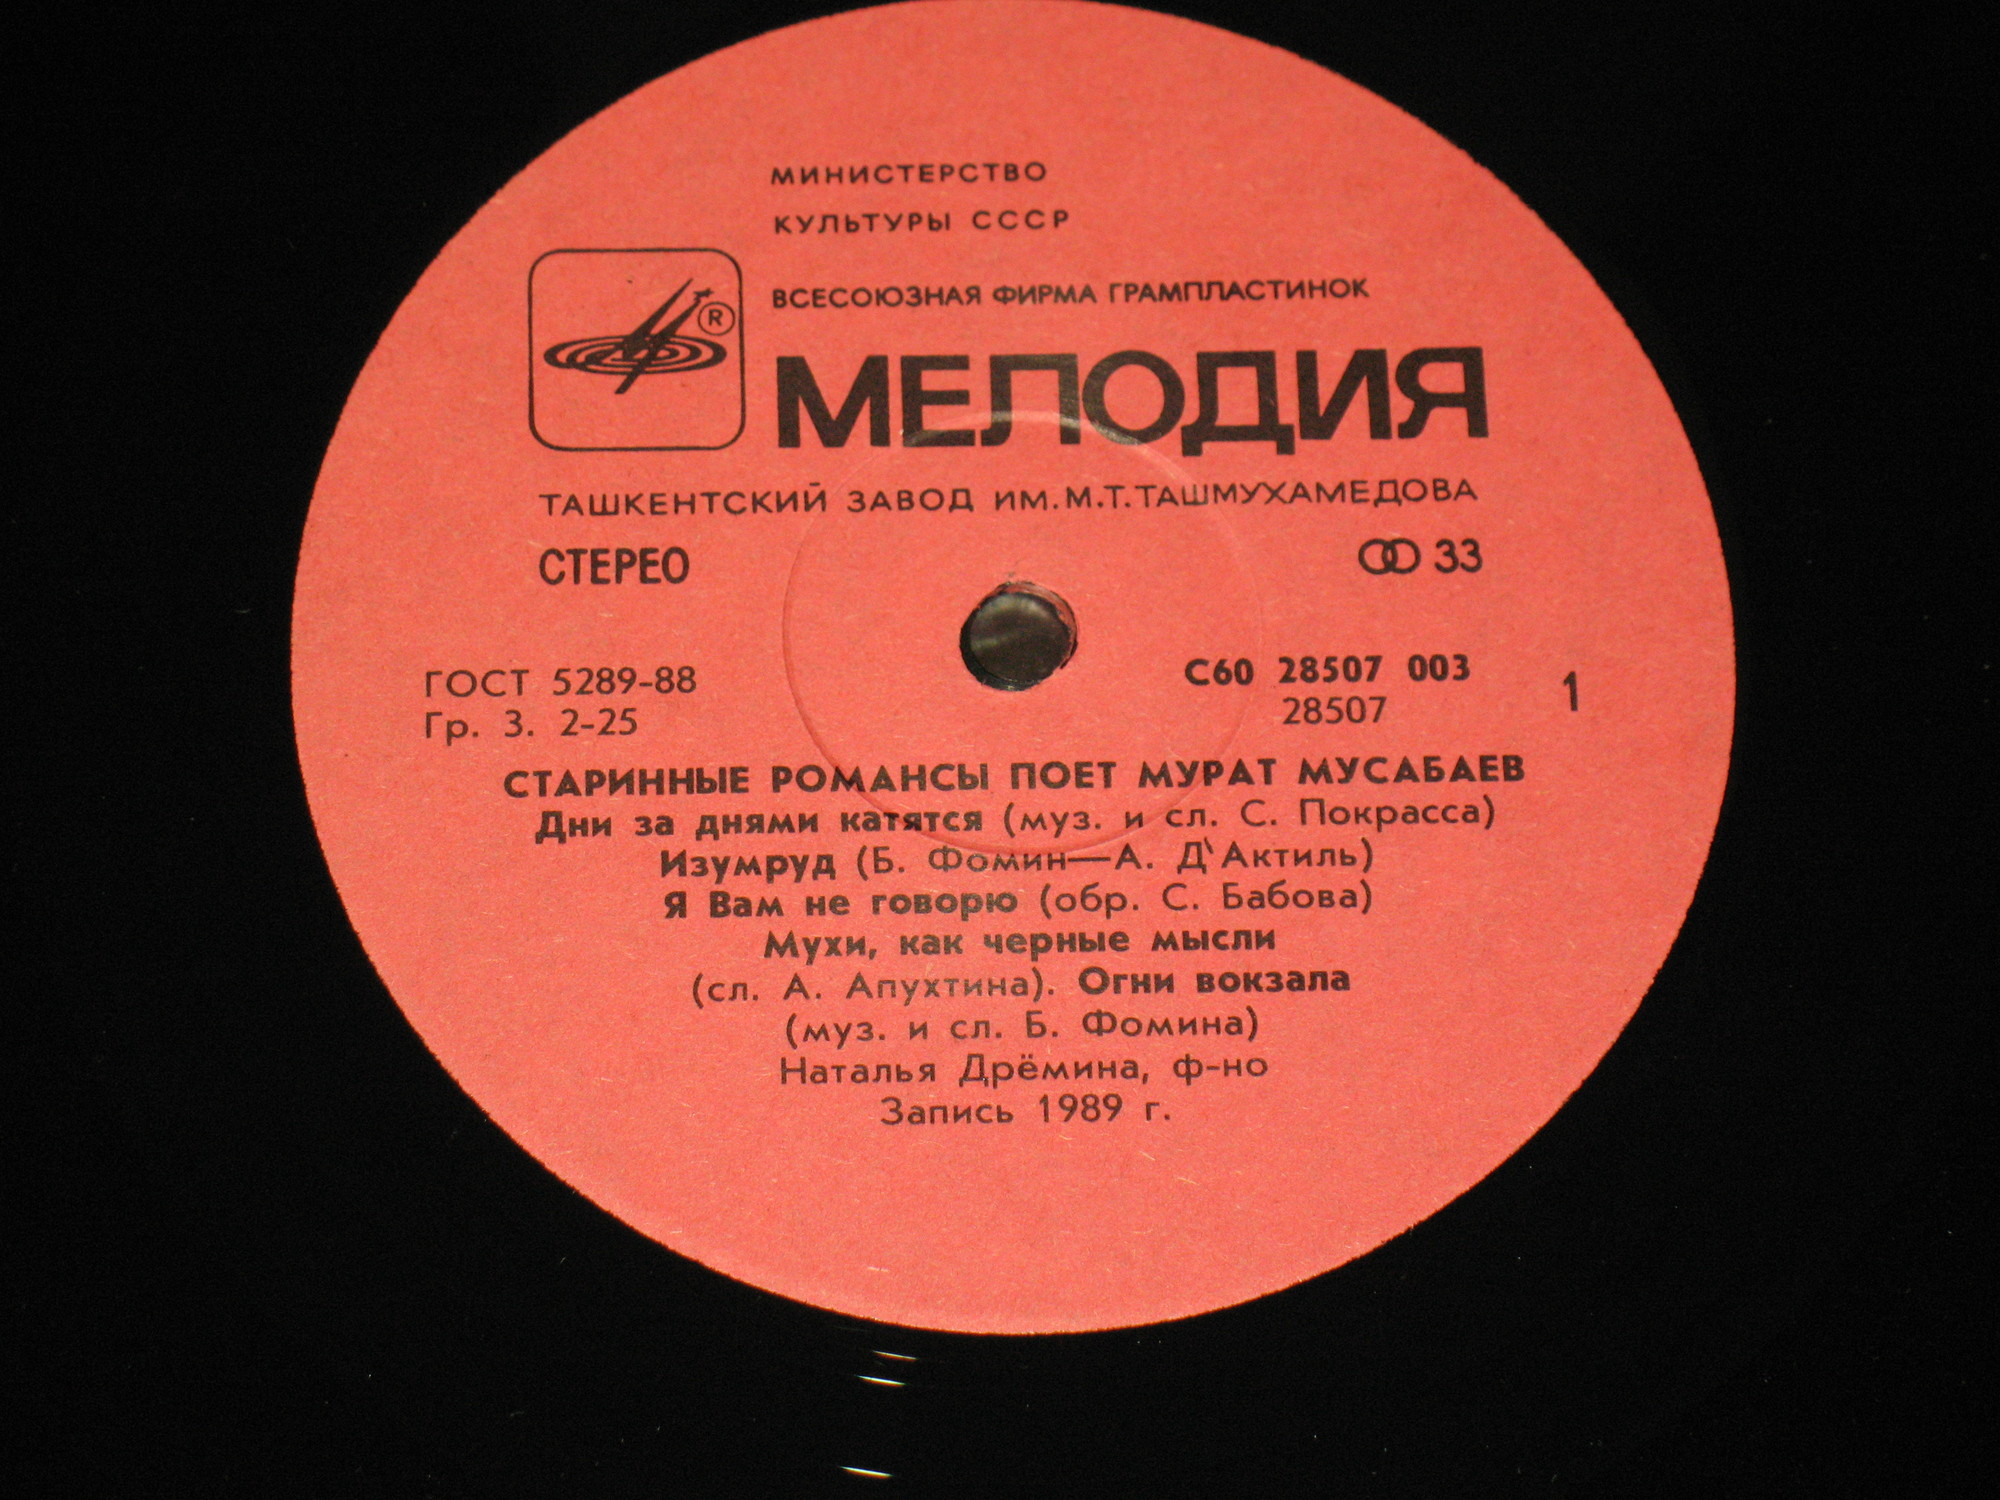 МИНИСТЕРСТВО
КУЛЬТУРЫ СССР
ВСЕСОЮЗНАЯ ФИРМА ГРАМПЛАСТИНОК
®
МЕЛОДИЯ
ТАШКЕНТСКИЙ ЗАВОД ИМ.М.Т.ТАШМУХАМЕДОВА
СТЕРЕО 33
ГОСТ 5289-88 С60 28507 003 1
Гр. 3. 2-25 28507
СТАРИННЫЕ РОМАНСЫ ПОЕТ МУРАТ МУСАБАЕВ
Дни за днями катятся (муз. и сл. С. Покрасса)
Изумруд (Б. Фомин—А. Д'Актиль)
Я Вам не говорю (обр. С. Бабова)
Мухи, как черные мысли
(сл. А. Апухтина). Огни вокзала
(муз. и сл. Б. Фомина)
Наталья Дрёмина, ф-но
Запись 1989 г.